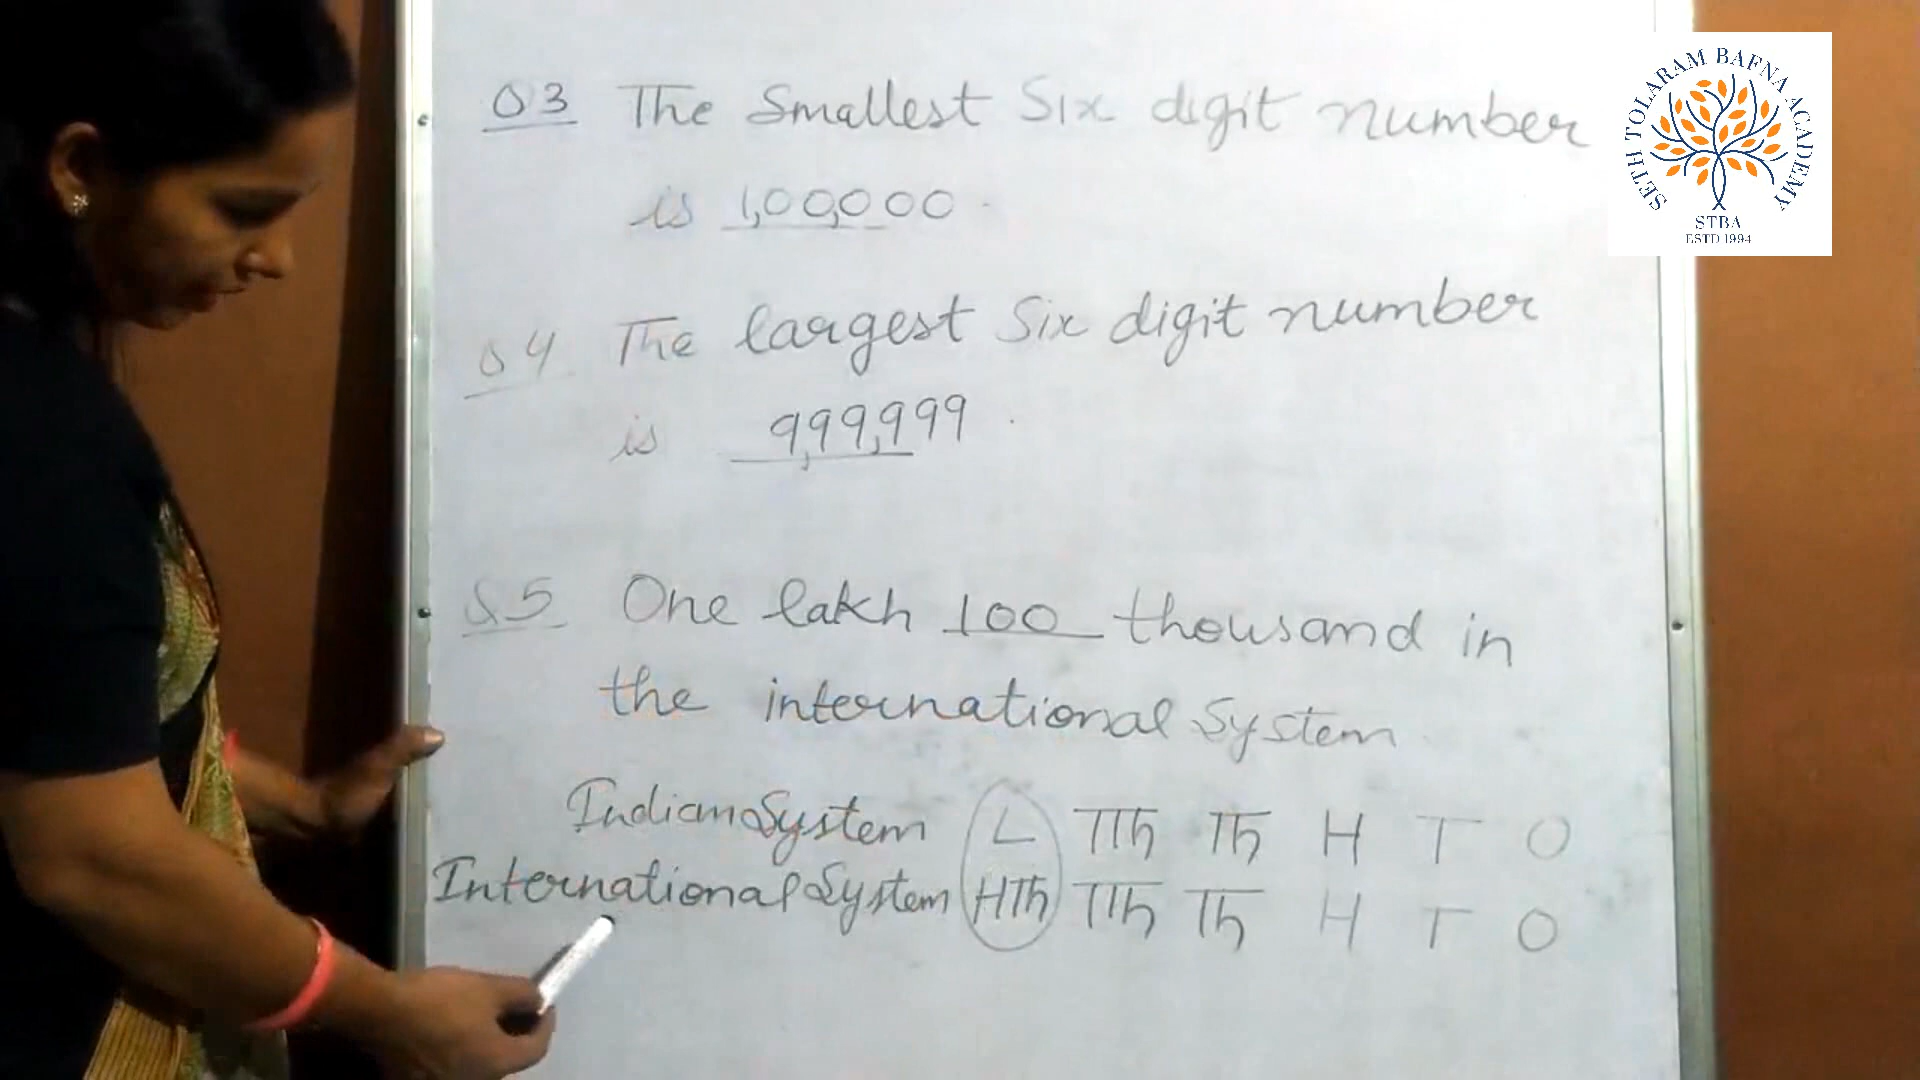 Q3 The Smallest Six digit number
is 1,00,000.
Q4 The largest Six digit number
is 9,99,999.
Q5 One lakh 100 thousand in
the international System
Indian System L TTh Th H T O
International System HTh TTh Th H T O
SETH TOLARAM BAFNA ACADEMY
STBA
ESTD 1994